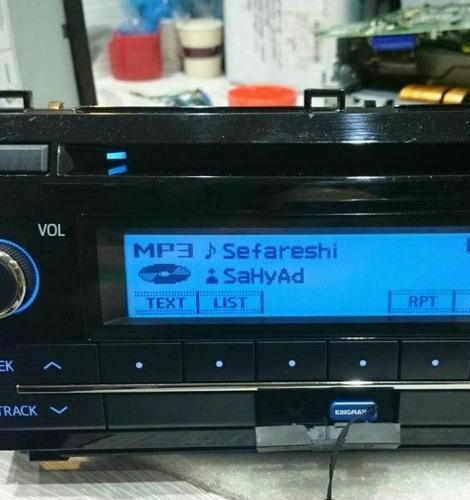 VOL
MP3 ♪ Sefareshi
SaHyAd
TEXT LIST RPT
EK
TRACK
KINGMAX